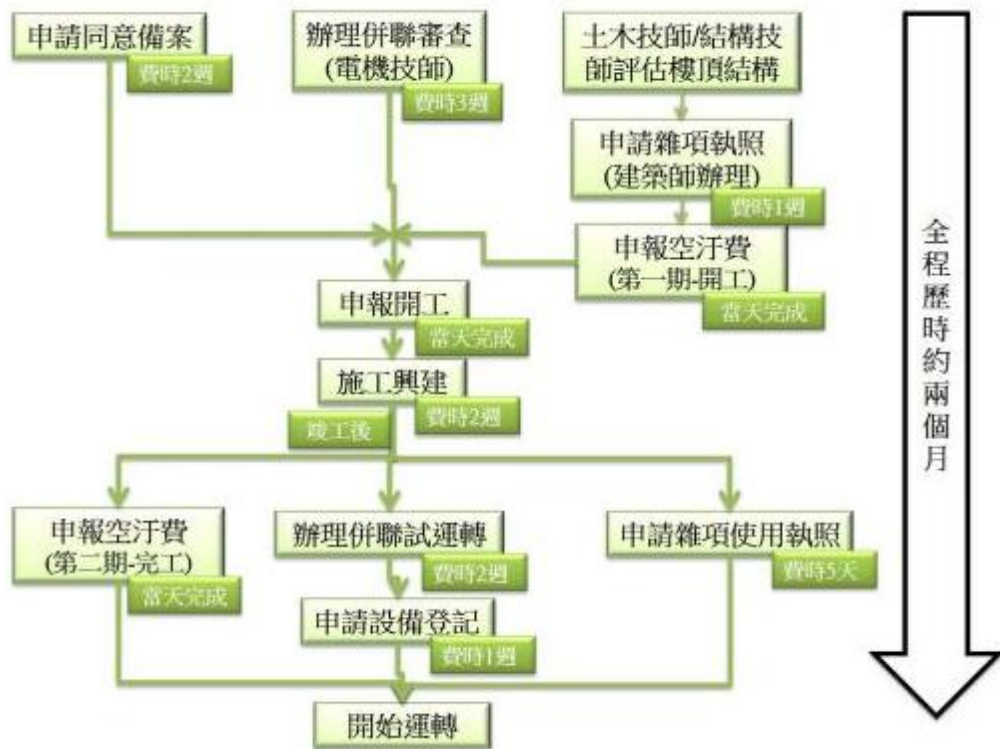 申請同意備案
費時2週
辦理併聯審查
(電機技師)
費時3週
土木技師/結構技
師評估樓頂結構
申請雜項執照
(建築師辦理)
費時1週
申報空汙費
(第一期-開工)
當天完成
申報開工
當天完成
施工興建
費時2週
竣工後
申報空汙費
(第二期-完工)
當天完成
辦理併聯試運轉
費時2週
申請雜項使用執照
費時5天
申請設備登記
費時1週
開始運轉
全程歷時約兩個月